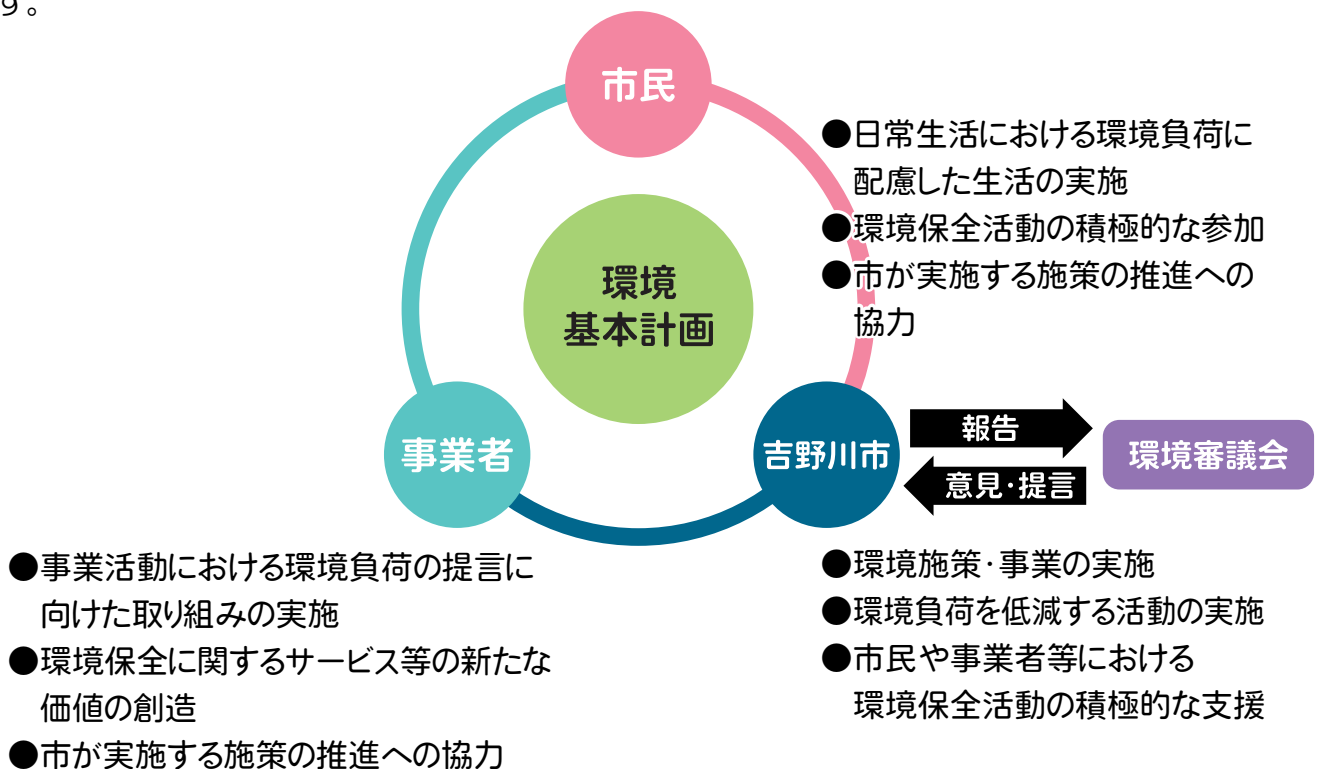 す。
市民
●日常生活における環境負荷に
配慮した生活の実施
●環境保全活動の積極的な参加
●市が実施する施策の推進への
協力
環境
基本計画
事業者
吉野川市
報告
意見・提言
環境審議会
●事業活動における環境負荷の提言に
向けた取り組みの実施
●環境保全に関するサービス等の新たな
価値の創造
●市が実施する施策の推進への協力
●環境施策・事業の実施
●環境負荷を低減する活動の実施
●市民や事業者等における
環境保全活動の積極的な支援